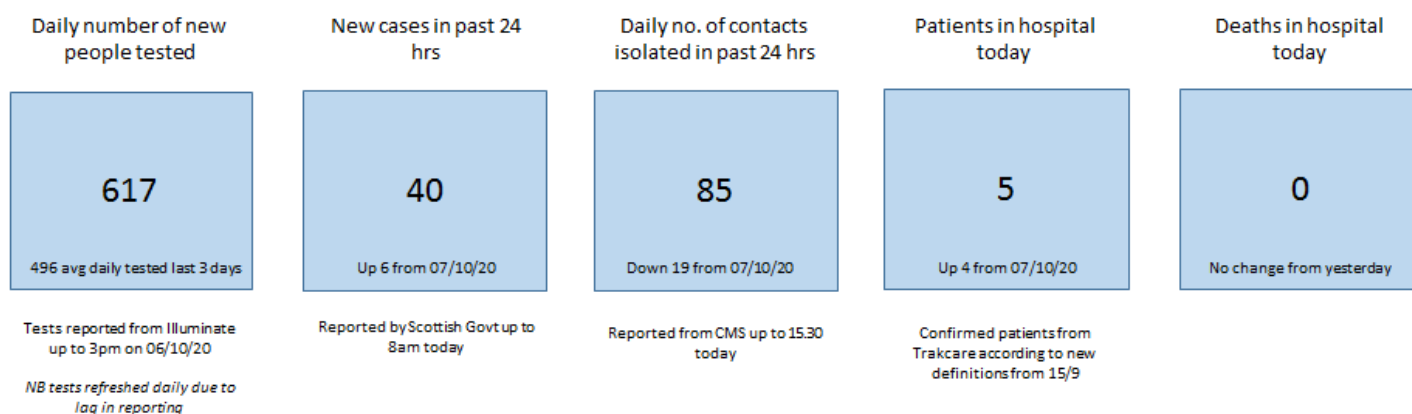 Daily number of new
people tested
617
496 avg daily tested last 3 days
Tests reported from Illuminate
up to 3pm on 06/10/20
NB tests refreshed daily due to
lag in reporting
New cases in past 24
hrs
40
Up 6 from 07/10/20
Reported by Scottish Govt up to
8am today
Daily no. of contacts
isolated in past 24 hrs
85
Down 19 from 07/10/20
Reported from CMS up to 15.30
today
Patients in hospital
today
5
Up 4 from 07/10/20
Confirmed patients from
Trakcare according to new
definitions from 15/9
Deaths in hospital
today
0
No change from yesterday